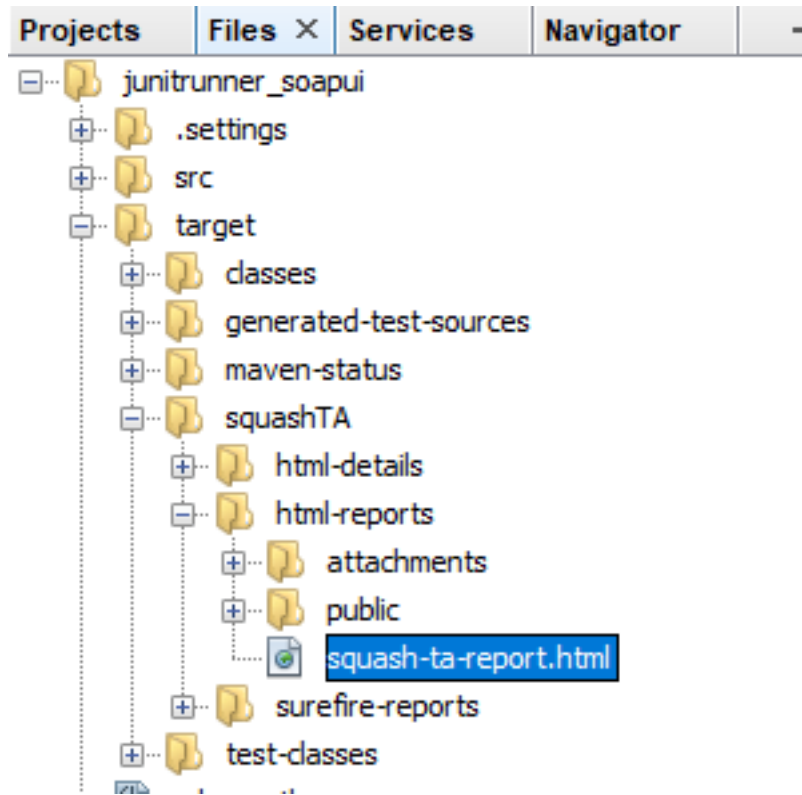 Projects Files × Services Navigator
junitrunner_soapui
.settings
src
target
classes
generated-test-sources
maven-status
squashTA
html-details
html-reports
attachments
public
squash-ta-report.html
surefire-reports
test-classes